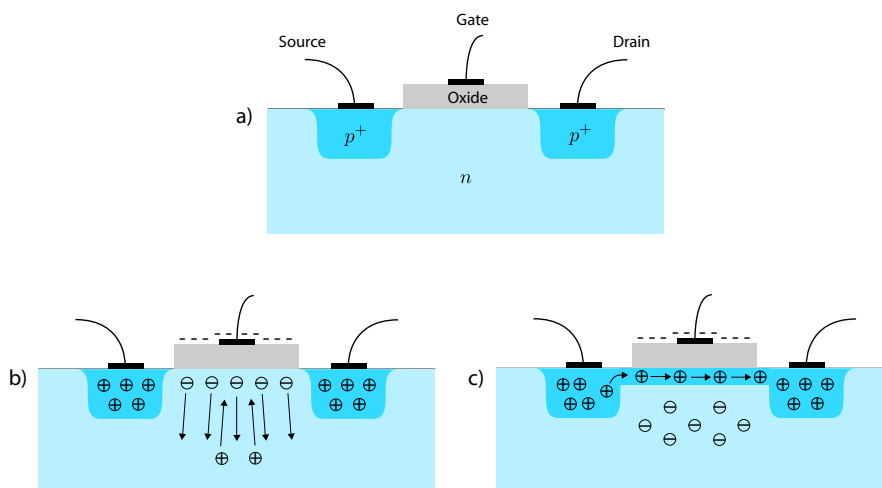 Gate
Source
Drain
Oxide
a)
p⁺
p⁺
n
b)
c)